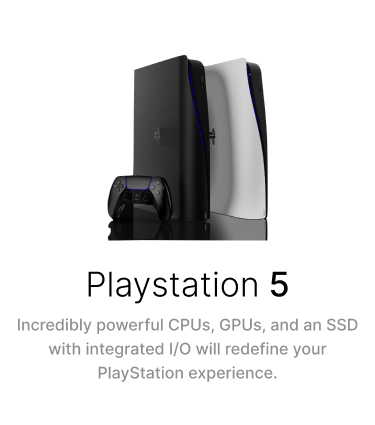 Playstation 5
Incredibly powerful CPUs, GPUs, and an SSD
with integrated I/O will redefine your
PlayStation experience.